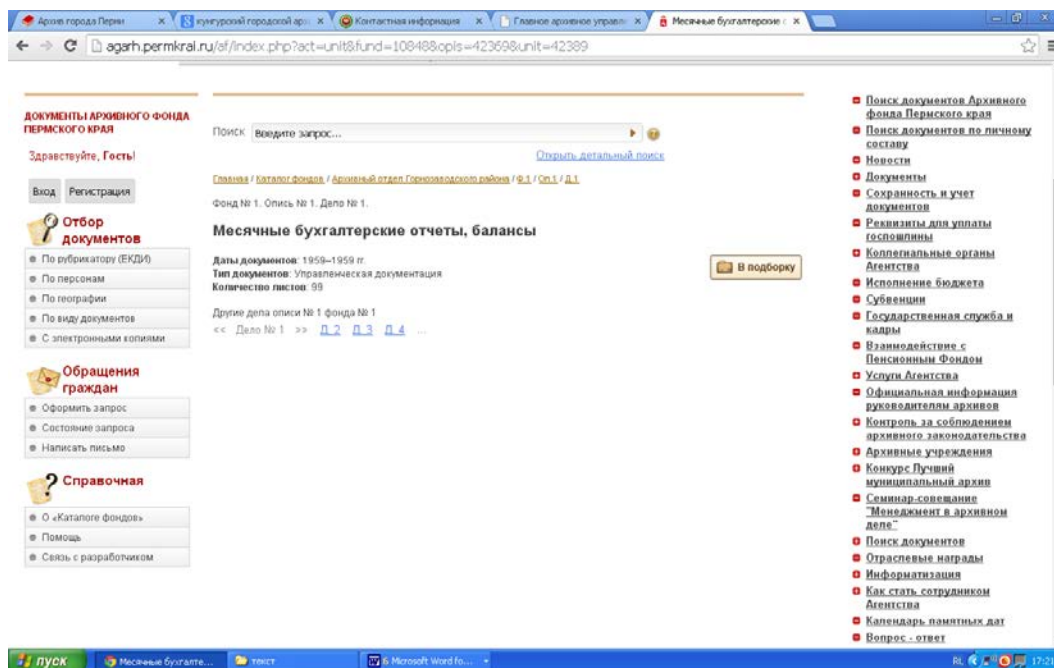 Архив города Перми
кунгурский городской арх
Контактная информация
Главное архивное управле
Месячные бухгалтерские о
agarh.permkrai.ru/af/index.php?act=unit&fund=10848&opis=42369&unit=42389
ДОКУМЕНТЫ АРХИВНОГО ФОНДА
ПЕРМСКОГО КРАЯ
Здравствуйте, Гость!
Вход Регистрация
Отбор
документов
По рубрикатору (ЕКДИ)
По персонам
По географии
По виду документов
С электронными копиями
Обращения
граждан
Оформить запрос
Состояние запроса
Написать письмо
Справочная
О «Каталоге фондов»
Помощь
Связь с разработчиком
Поиск Введите запрос...
Открыть детальный поиск
Главная / Каталог фондов / Архивный отдел Горнозаводского района / Ф.1 / Оп.1 / Д.1
Фонд № 1. Опись № 1. Дело № 1.
Месячные бухгалтерские отчеты, балансы
Даты документов: 1959–1959 гг.
Тип документов: Управленческая документация
Количество листов: 99
В подборку
Другие дела описи № 1 фонда № 1
<< Дело № 1 >> Д. 2 Д. 3 Д. 4 ...
Поиск документов Архивного
фонда Пермского края
Поиск документов по личному
составу
Новости
Документы
Сохранность и учет
документов
Реквизиты для уплаты
госпошлины
Коллегиальные органы
Агентства
Исполнение бюджета
Субвенции
Государственная служба и
кадры
Взаимодействие с
Пенсионным Фондом
Услуги Агентства
Официальная информация
руководителям архивов
Контроль за соблюдением
архивного законодательства
Архивные учреждения
Конкурс Лучший
муниципальный архив
Семинар-совещание
"Менеджмент в архивном
деле"
Поиск документов
Отраслевые награды
Информатизация
Как стать сотрудником
Агентства
Календарь памятных дат
Вопрос - ответ
пуск
Месячные бухгалте...
текст
6 Microsoft Word fo...
RL
17:21